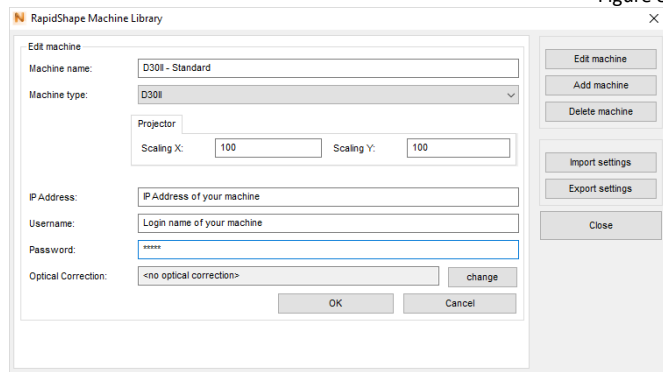 Figure
RapidShape Machine Library
Edit machine
Machine name: D30II - Standard
Machine type: D30II
Projector
Scaling X: 100 Scaling Y: 100
IP Address: IP Address of your machine
Username: Login name of your machine
Password: *****
Optical Correction: <no optical correction> change
OK Cancel
Edit machine
Add machine
Delete machine
Import settings
Export settings
Close